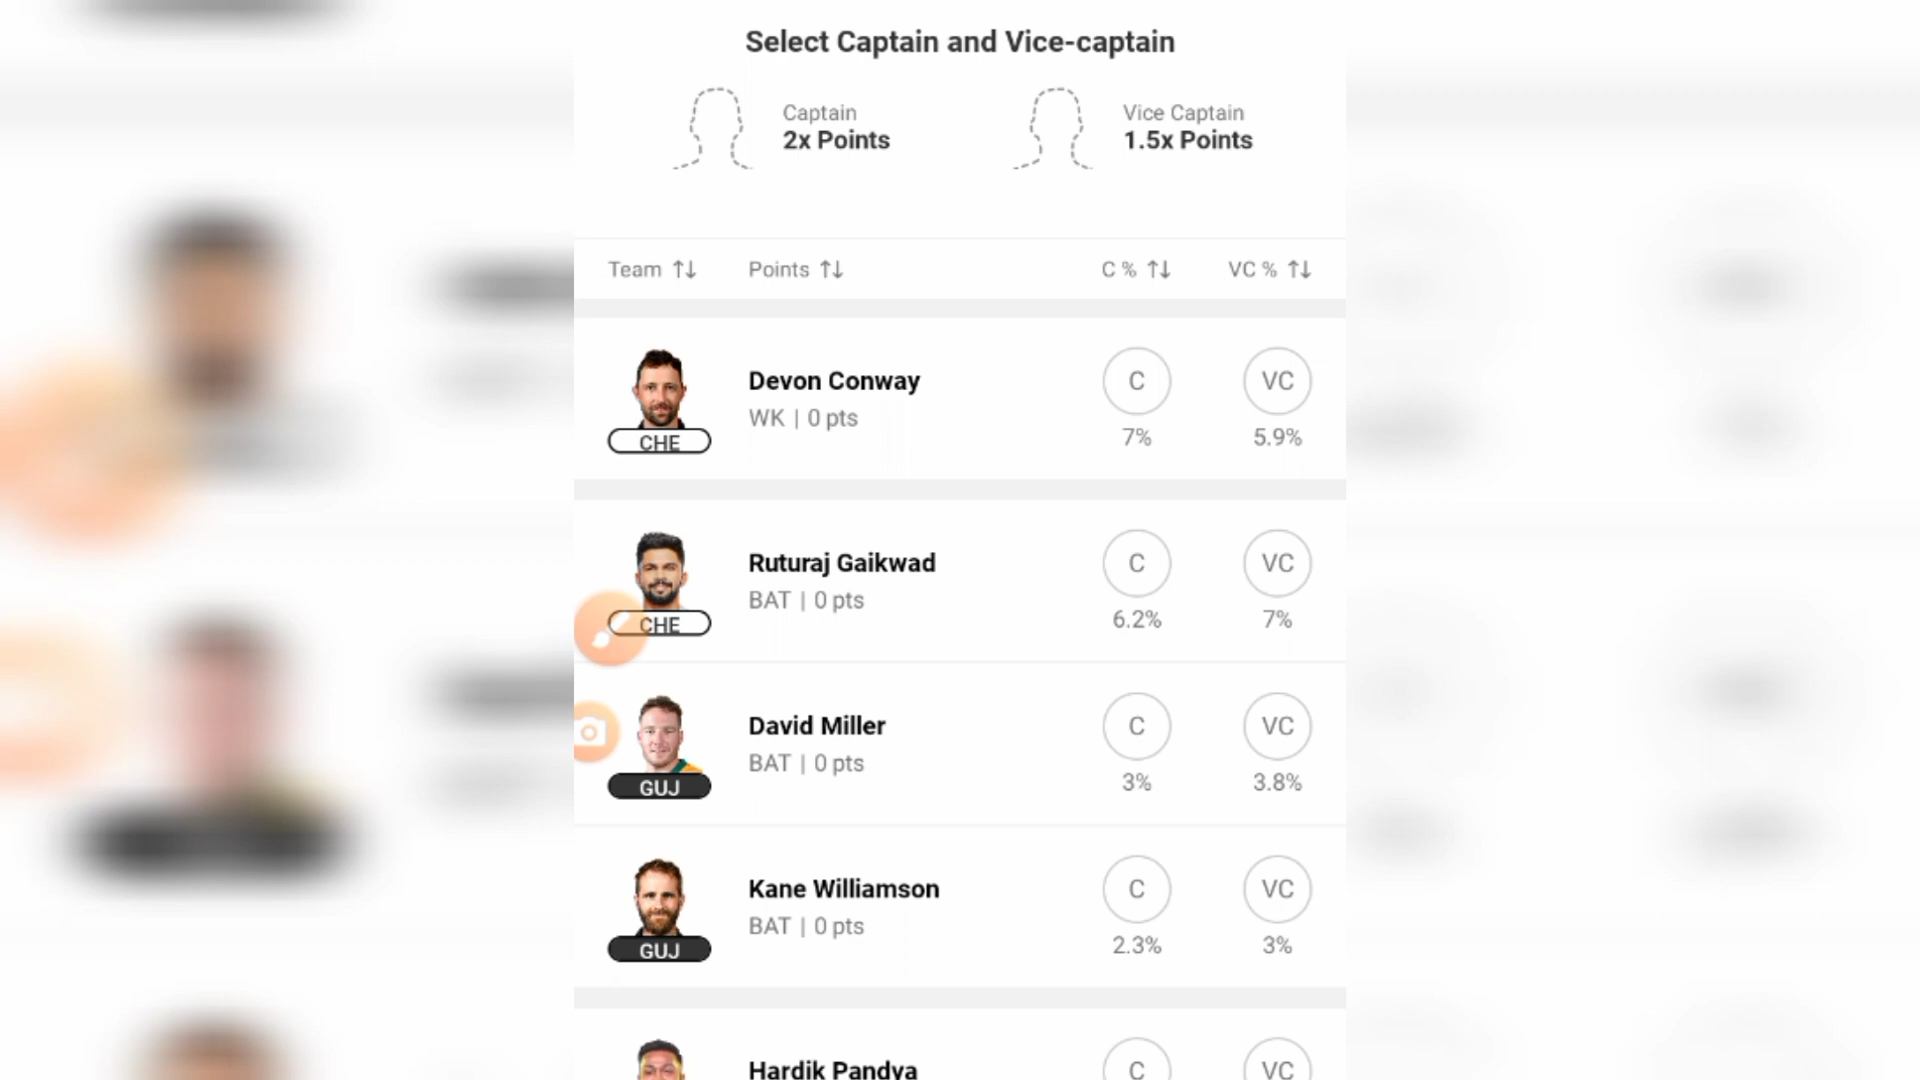 Select Captain and Vice-captain
Captain
2x Points
Vice Captain
1.5x Points
Team Points C % VC %
Devon Conway
WK | 0 pts
CHE
C
7%
VC
5.9%
Ruturaj Gaikwad
BAT | 0 pts
CHE
C
6.2%
VC
7%
David Miller
BAT | 0 pts
GUJ
C
3%
VC
3.8%
Kane Williamson
BAT | 0 pts
GUJ
C
2.3%
VC
3%
Hardik Pandya
C
VC